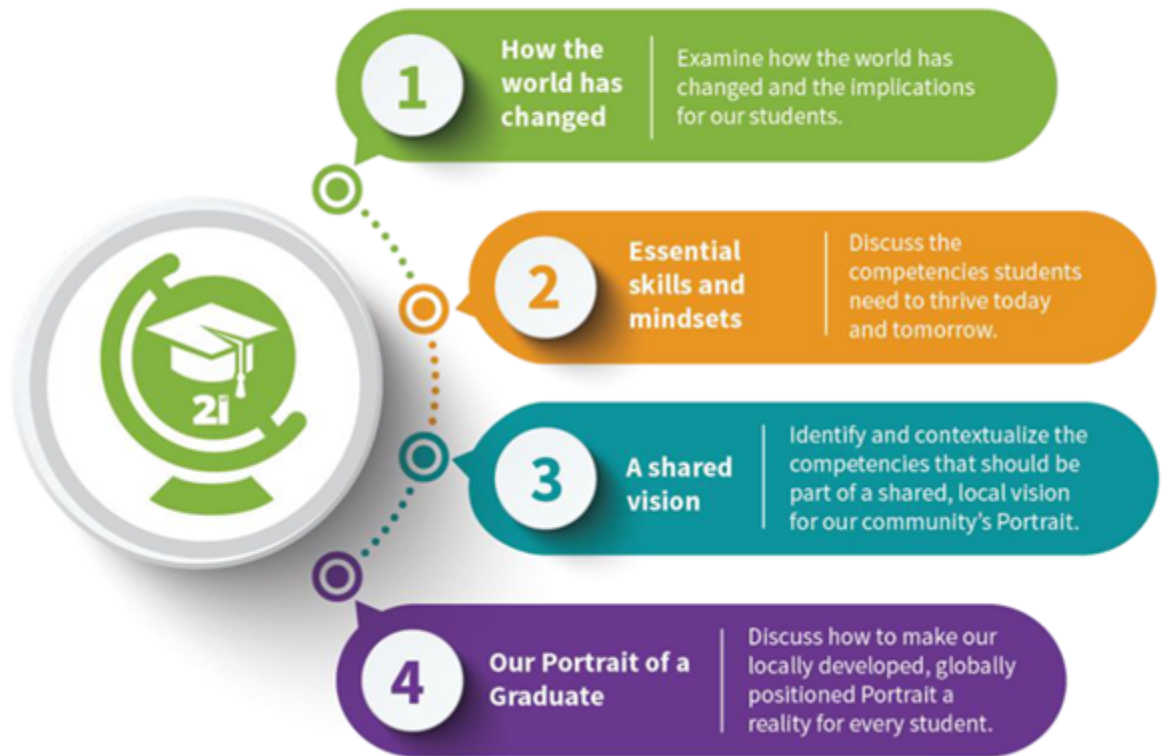 1
How the
world has
changed
Examine how the world has
changed and the implications
for our students.
2
Essential
skills and
mindsets
Discuss the
competencies students
need to thrive today
and tomorrow.
2i
3
A shared
vision
Identify and contextualize the
competencies that should be
part of a shared, local vision
for our community's Portrait.
4
Our Portrait of a
Graduate
Discuss how to make our
locally developed, globally
positioned Portrait a
reality for every student.